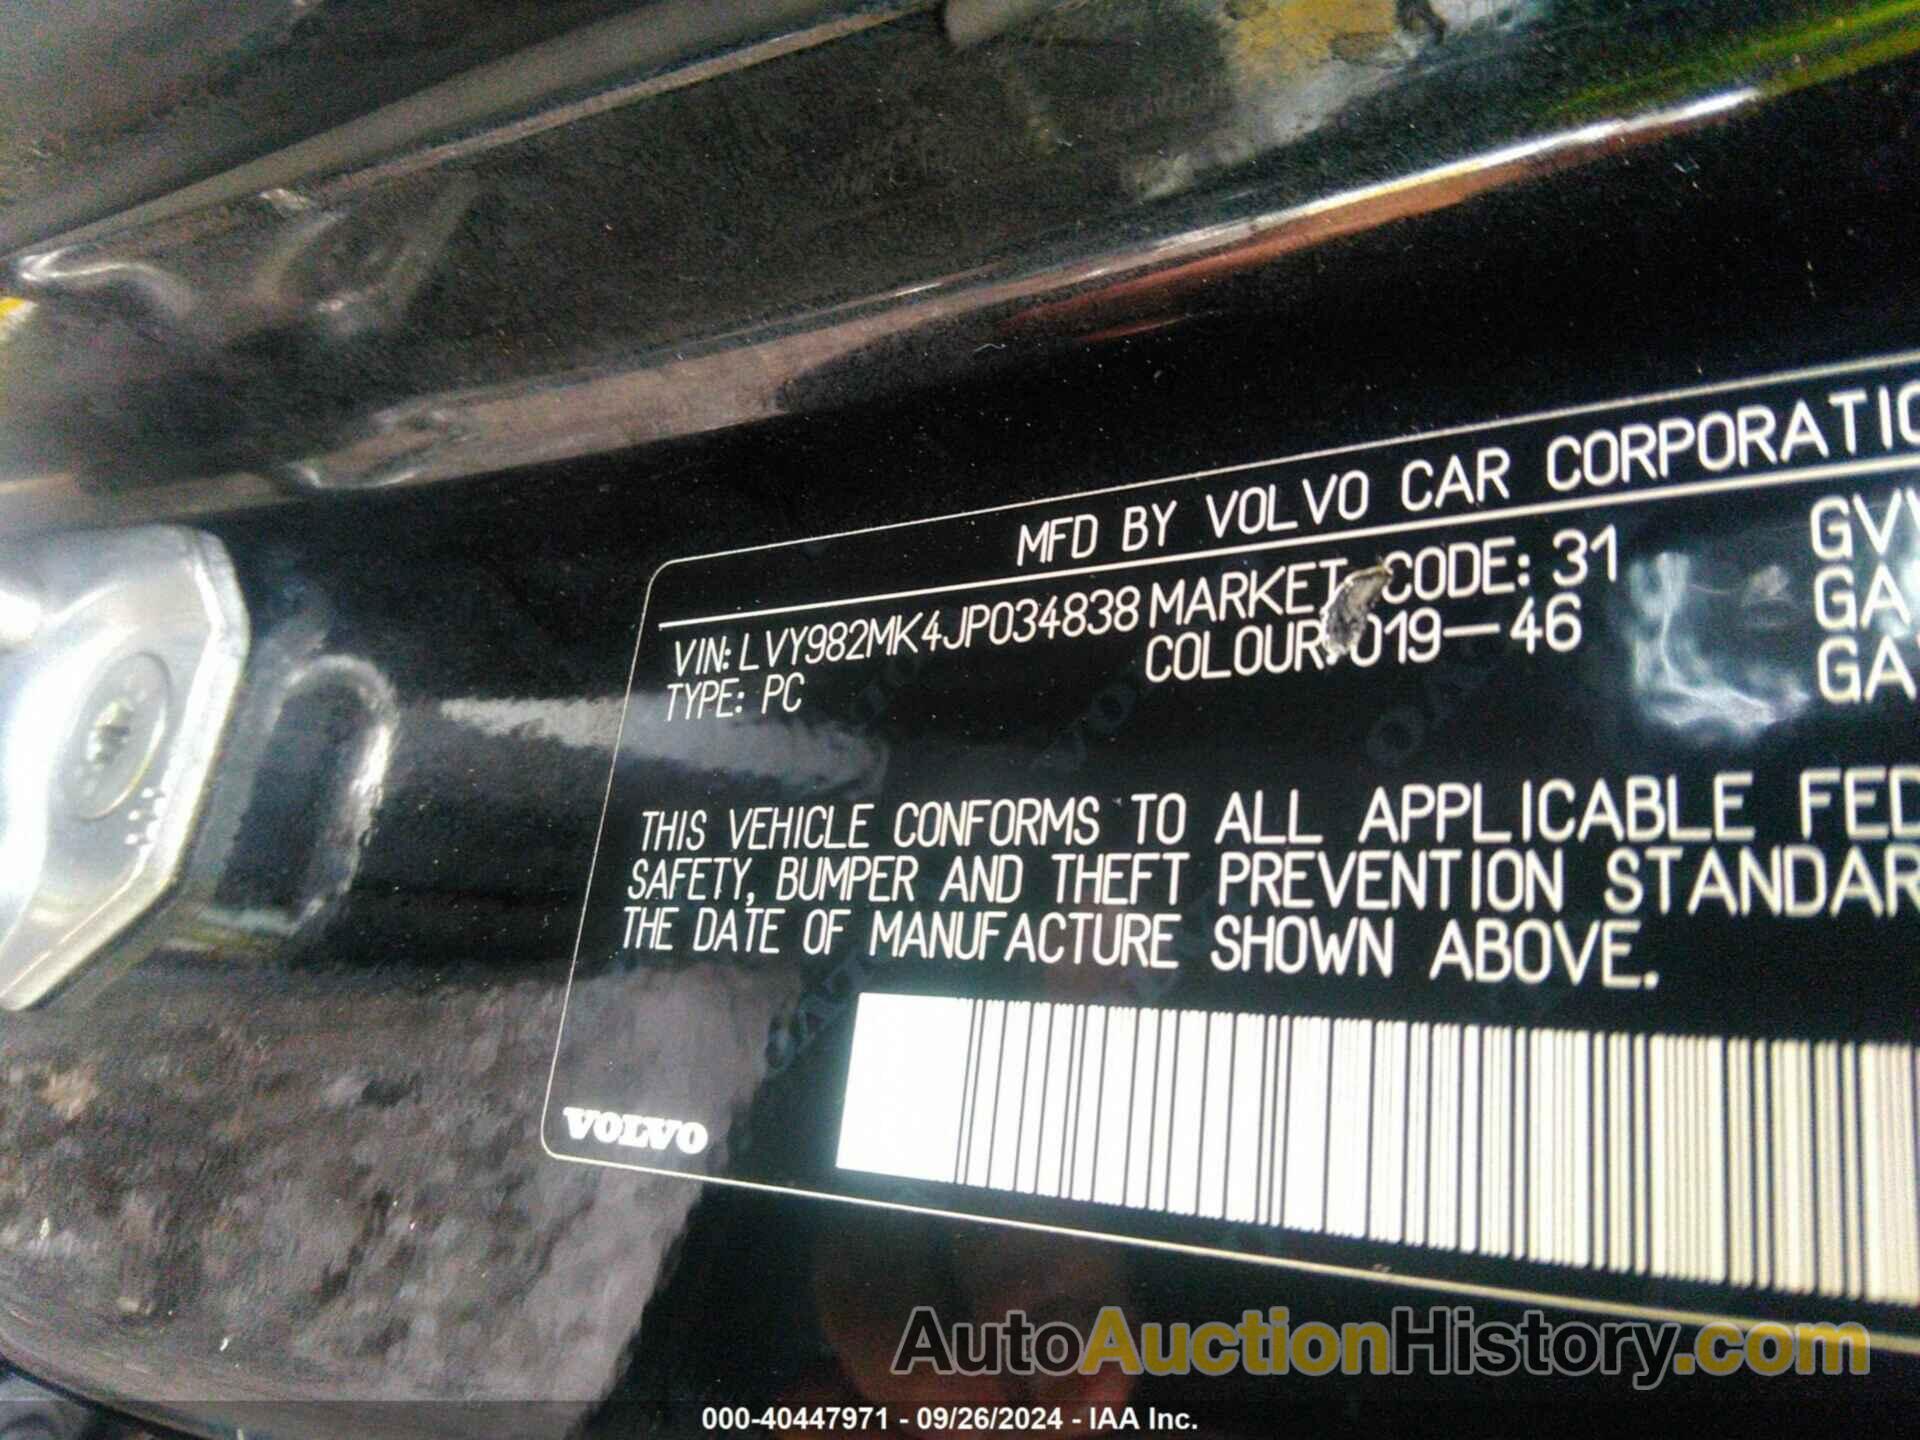 MFD BY VOLVO CAR CORPORATIO
VIN: LVY982MK4JP034838 MARKET CODE: 31
TYPE: PC COLOUR: 019-46
GVW
GA
GA
THIS VEHICLE CONFORMS TO ALL APPLICABLE FED
SAFETY, BUMPER AND THEFT PREVENTION STANDAR
THE DATE OF MANUFACTURE SHOWN ABOVE.
VOLVO
AutoAuctionHistory.com
000-40447971 - 09/26/2024 - IAA Inc.